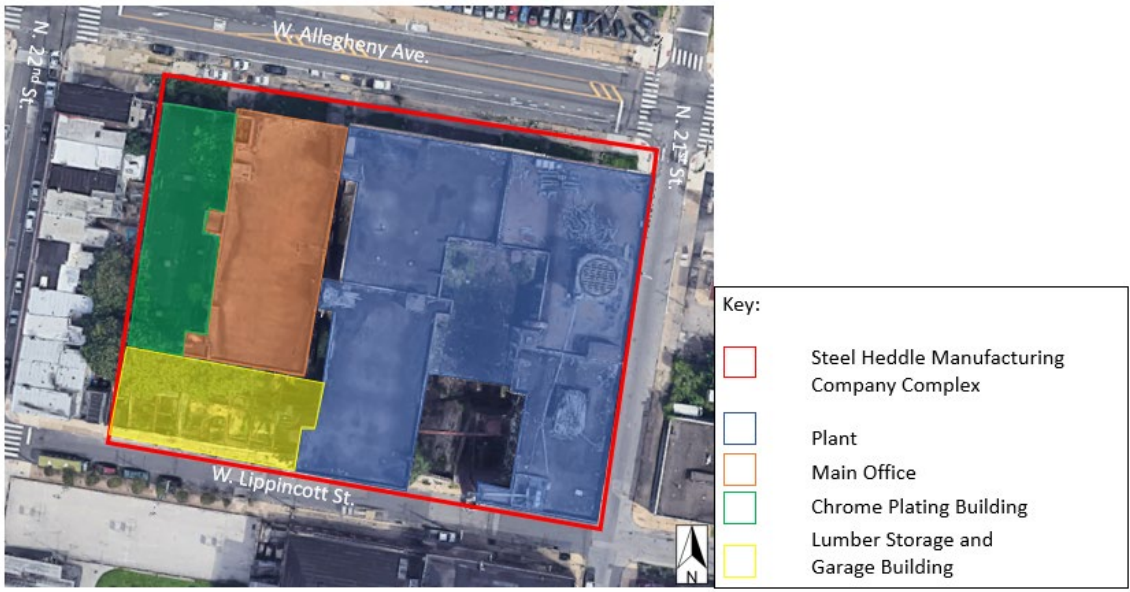 W. Allegheny Ave.
N. 22nd St.
N. 21st St.
W. Lippincott St.
N
Key:
Steel Heddle Manufacturing
Company Complex
Plant
Main Office
Chrome Plating Building
Lumber Storage and
Garage Building